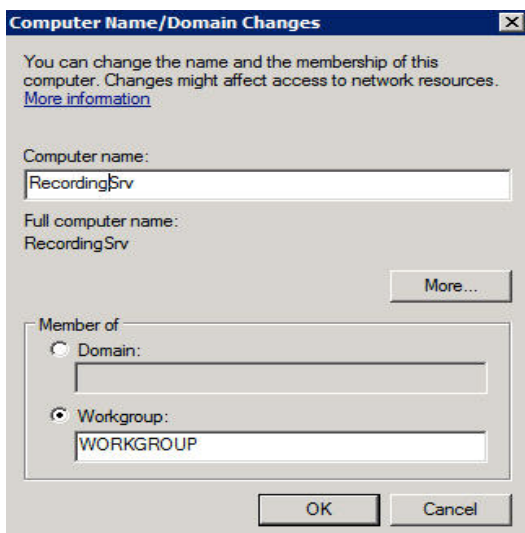 Computer Name/Domain Changes
You can change the name and the membership of this
computer. Changes might affect access to network resources.
More information
Computer name:
RecordingSrv
Full computer name:
RecordingSrv
More...
Member of
Domain:
Workgroup:
WORKGROUP
OK
Cancel